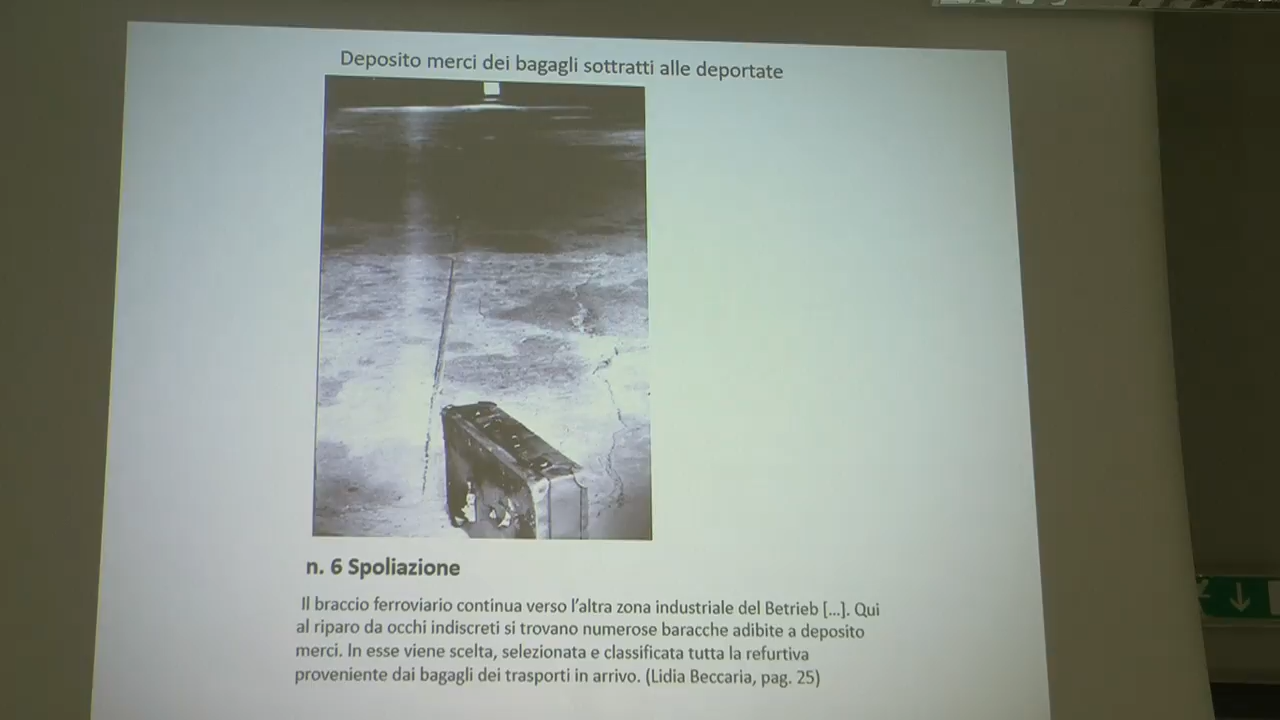 Deposito merci dei bagagli sottratti alle deportate
n. 6 Spoliazione
Il braccio ferroviario continua verso l'altra zona industriale del Betrieb [...]. Qui
al riparo da occhi indiscreti si trovano numerose baracche adibite a deposito
merci. In esse viene scelta, selezionata e classificata tutta la refurtiva
proveniente dai bagagli dei trasporti in arrivo. (Lidia Beccaria, pag. 25)